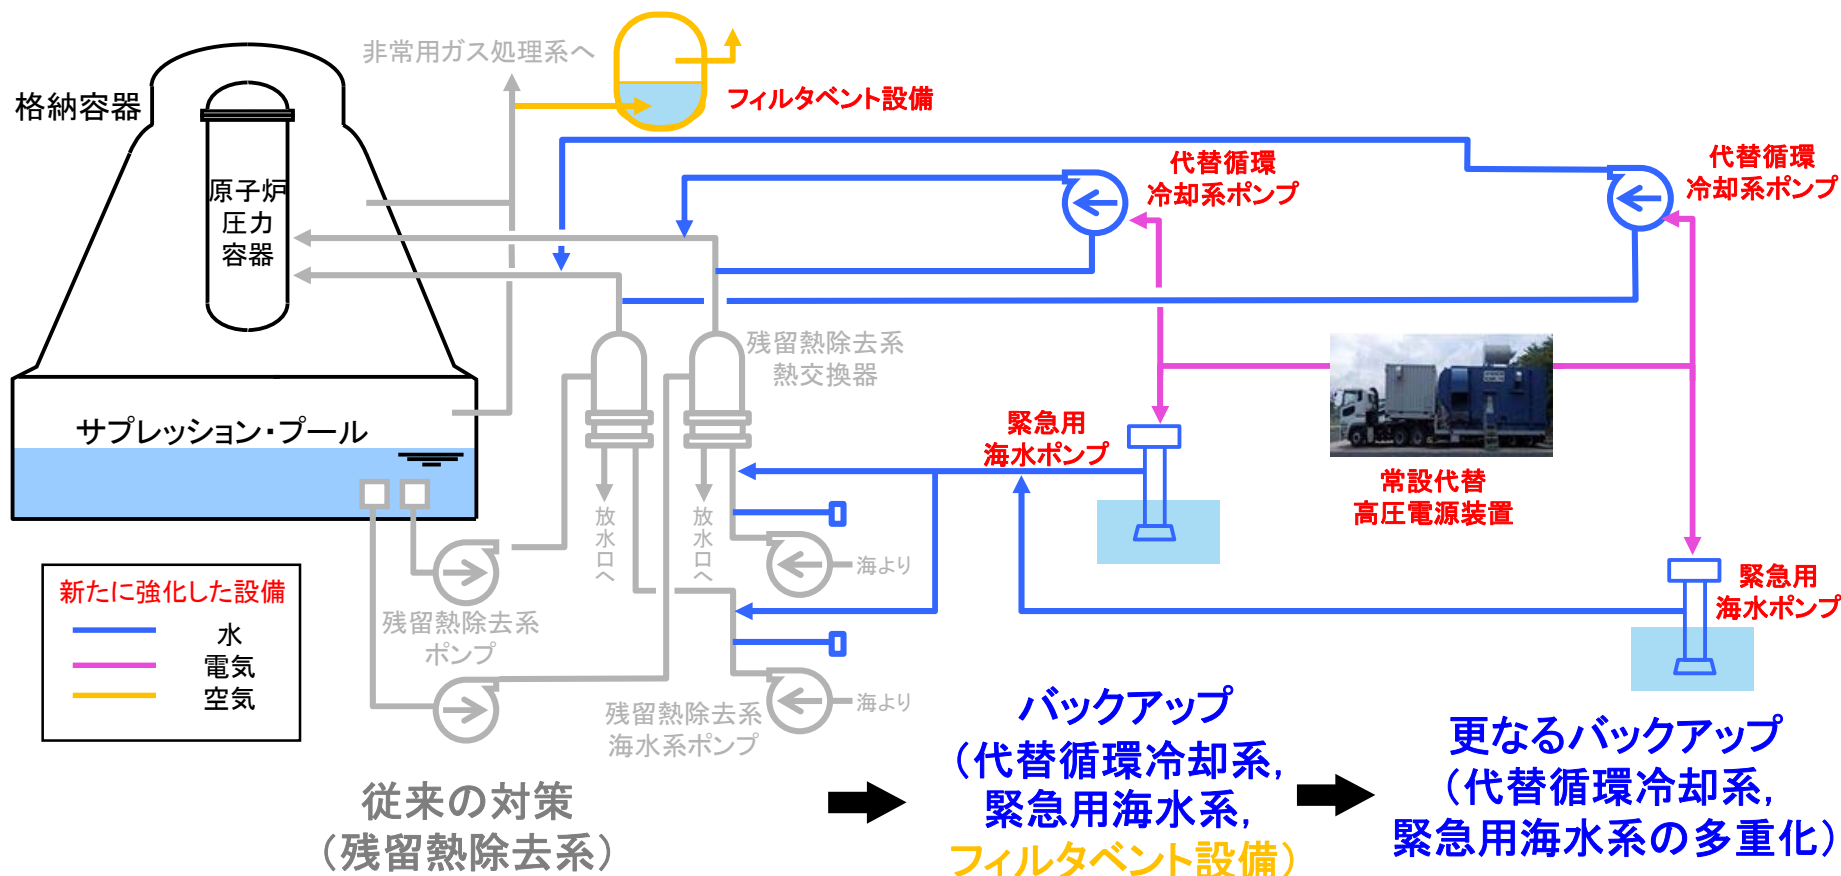 非常用ガス処理系へ
格納容器
フィルタベント設備
原子炉
圧力
容器
代替循環
冷却系ポンプ
代替循環
冷却系ポンプ
残留熱除去系
熱交換器
サプレッション・プール
緊急用
海水ポンプ
常設代替
高圧電源装置
放水口へ
放水口へ
海より
新たに強化した設備
水
電気
空気
残留熱除去系
ポンプ
緊急用
海水ポンプ
残留熱除去系
海水系ポンプ
海より
従来の対策
（残留熱除去系）
バックアップ
（代替循環冷却系，
緊急用海水系，
フィルタベント設備）
更なるバックアップ
（代替循環冷却系，
緊急用海水系の多重化）